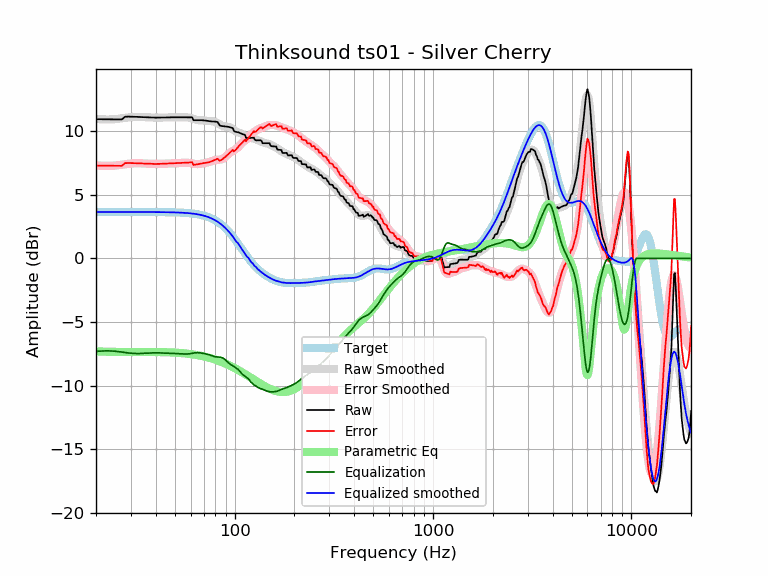 Thinksound ts01 - Silver Cherry
Amplitude (dBr)
10
5
0
−5
−10
−15
−20
Target
Raw Smoothed
Error Smoothed
Raw
Error
Parametric Eq
Equalization
Equalized smoothed
100
1000
10000
Frequency (Hz)